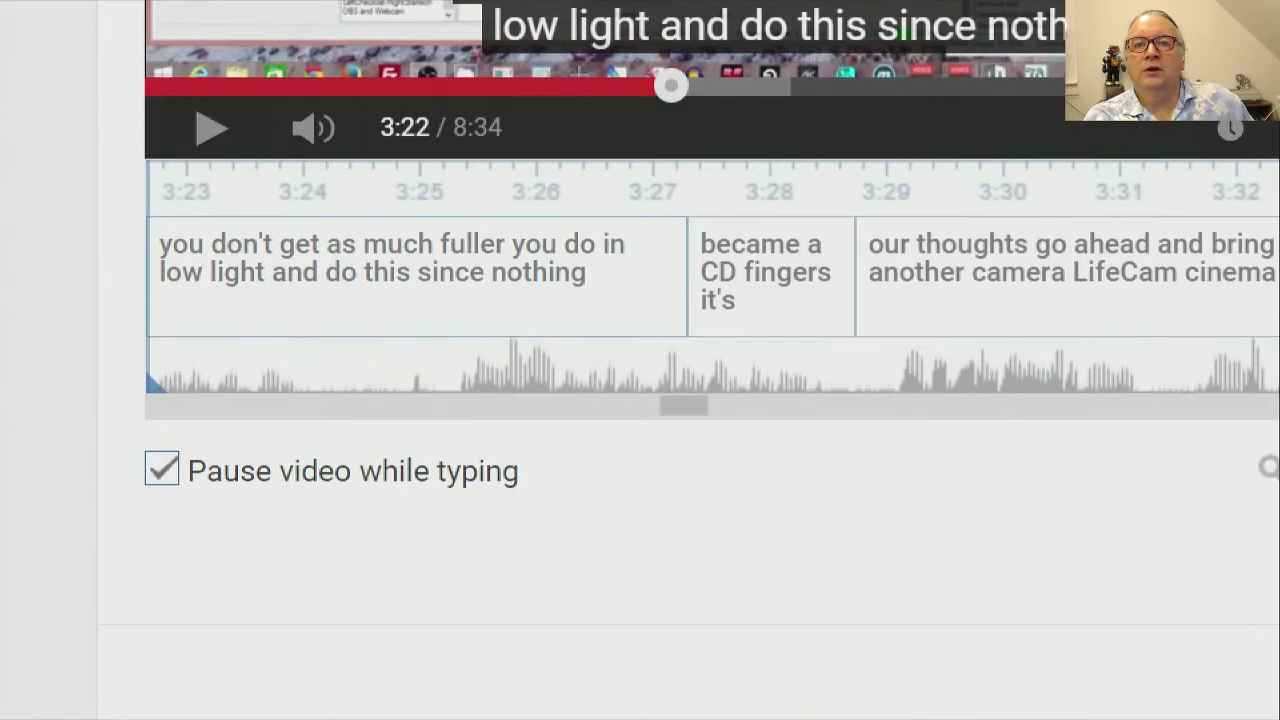 OBS and Webcam
low light and do this since noth
3:22 / 8:34
3:23 3:24 3:25 3:26 3:27 3:28 3:29 3:30 3:31 3:32
you don't get as much fuller you do in
low light and do this since nothing
became a
CD fingers
it's
our thoughts go ahead and bring
another camera LifeCam cinema
Pause video while typing